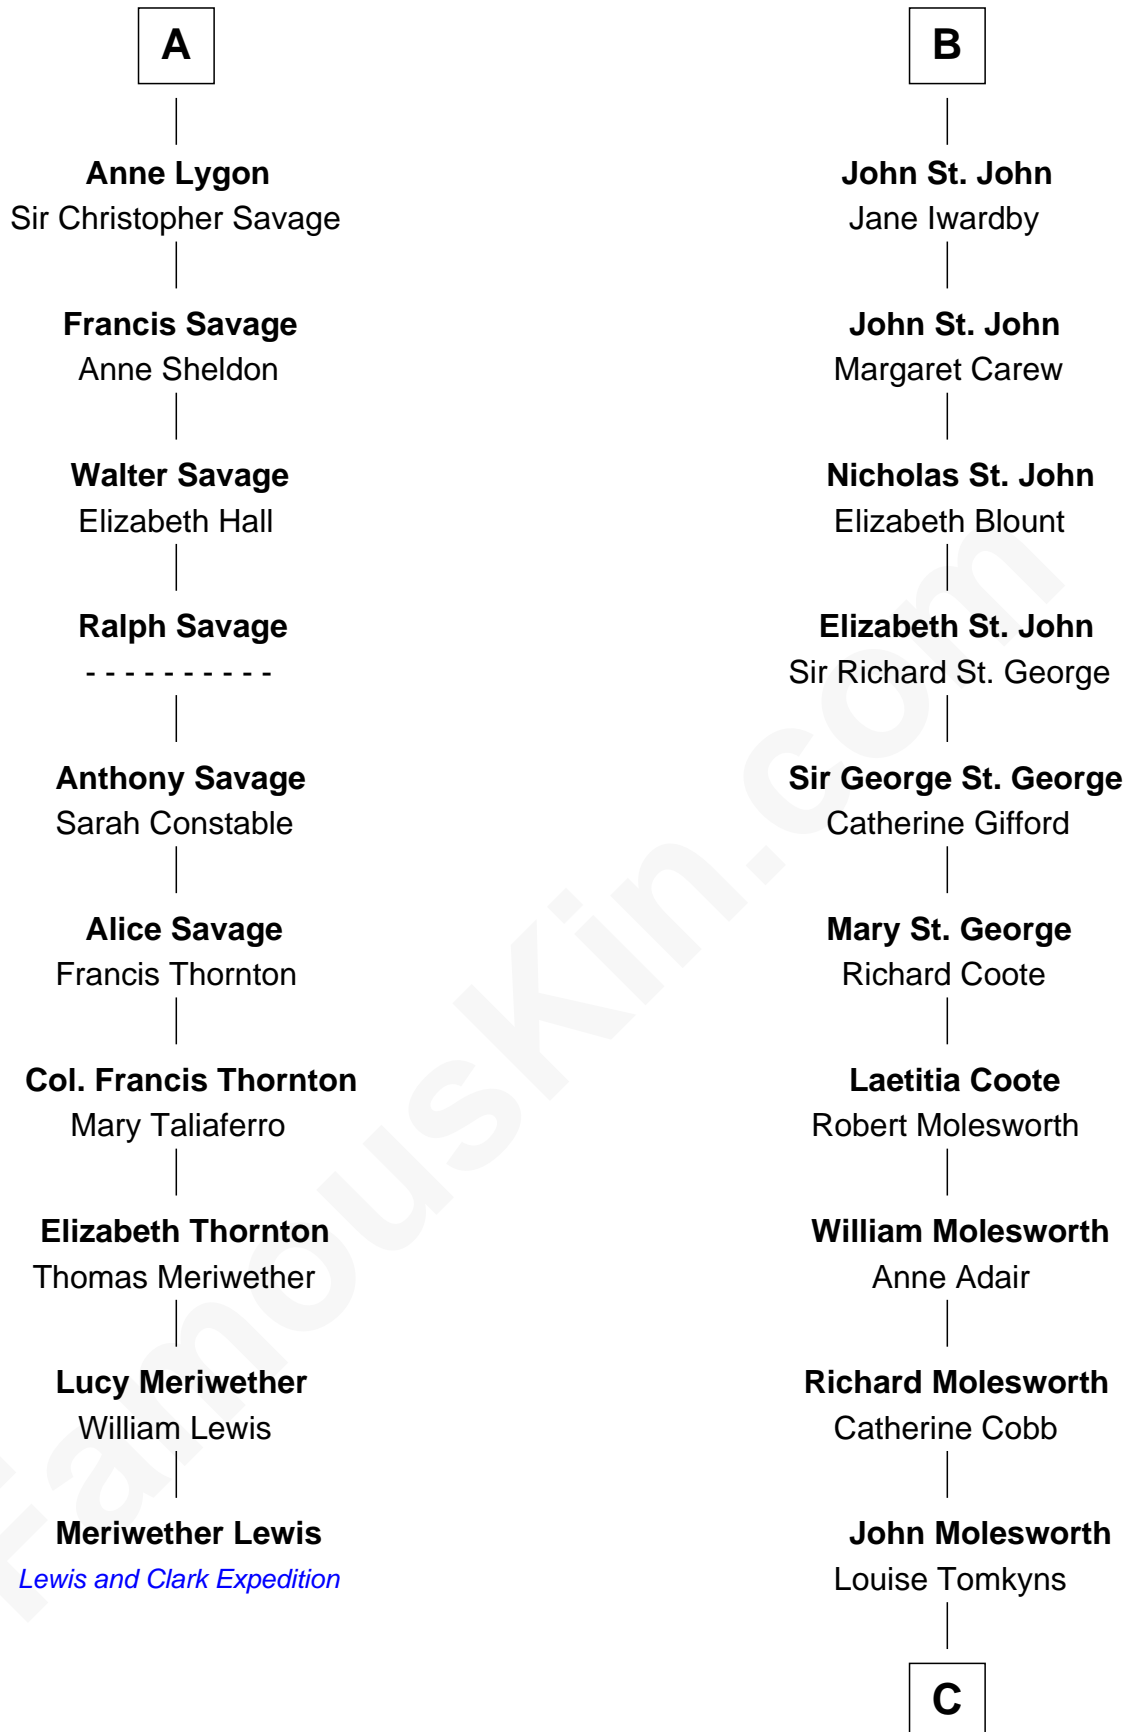 A
Anne Lygon
Sir Christopher Savage
Francis Savage
Anne Sheldon
Walter Savage
Elizabeth Hall
Ralph Savage
- - - - - - - - - -
Anthony Savage
Sarah Constable
Alice Savage
Francis Thornton
Col. Francis Thornton
Mary Taliaferro
Elizabeth Thornton
Thomas Meriwether
Lucy Meriwether
William Lewis
Meriwether Lewis
Lewis and Clark Expedition
B
John St. John
Jane Iwardby
John St. John
Margaret Carew
Nicholas St. John
Elizabeth Blount
Elizabeth St. John
Sir Richard St. George
Sir George St. George
Catherine Gifford
Mary St. George
Richard Coote
Laetitia Coote
Robert Molesworth
William Molesworth
Anne Adair
Richard Molesworth
Catherine Cobb
John Molesworth
Louise Tomkyns
C
FamousKin.com